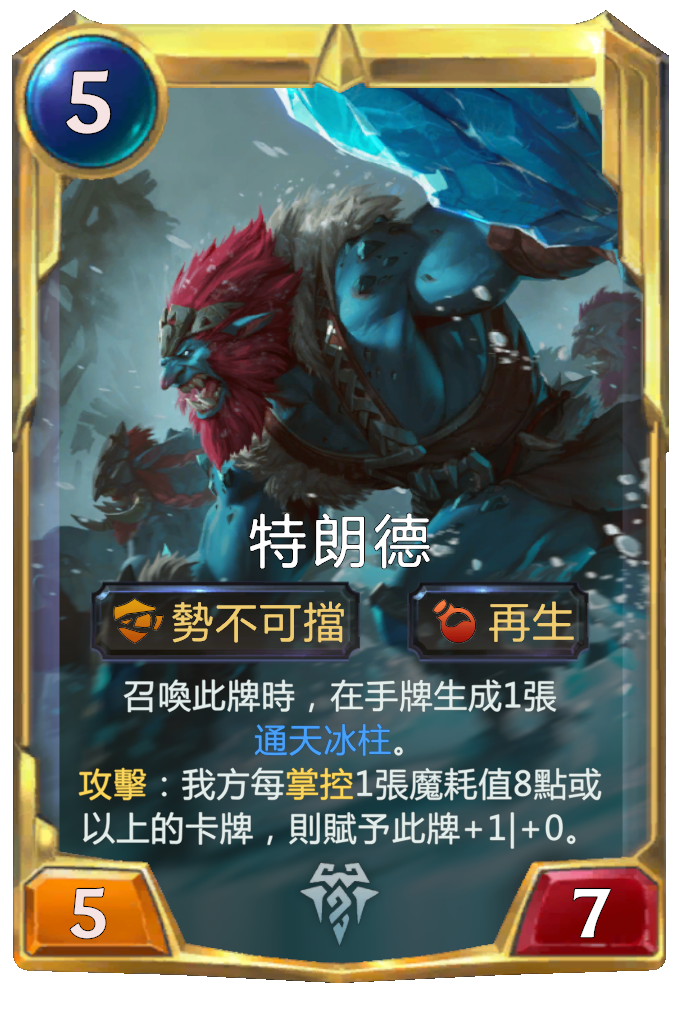 5
特朗德
勢不可擋 再生
召喚此牌時，在手牌生成1張
通天冰柱。
攻擊：我方每掌控1張魔耗值8點或
以上的卡牌，則賦予此牌+1|+0。
5 7